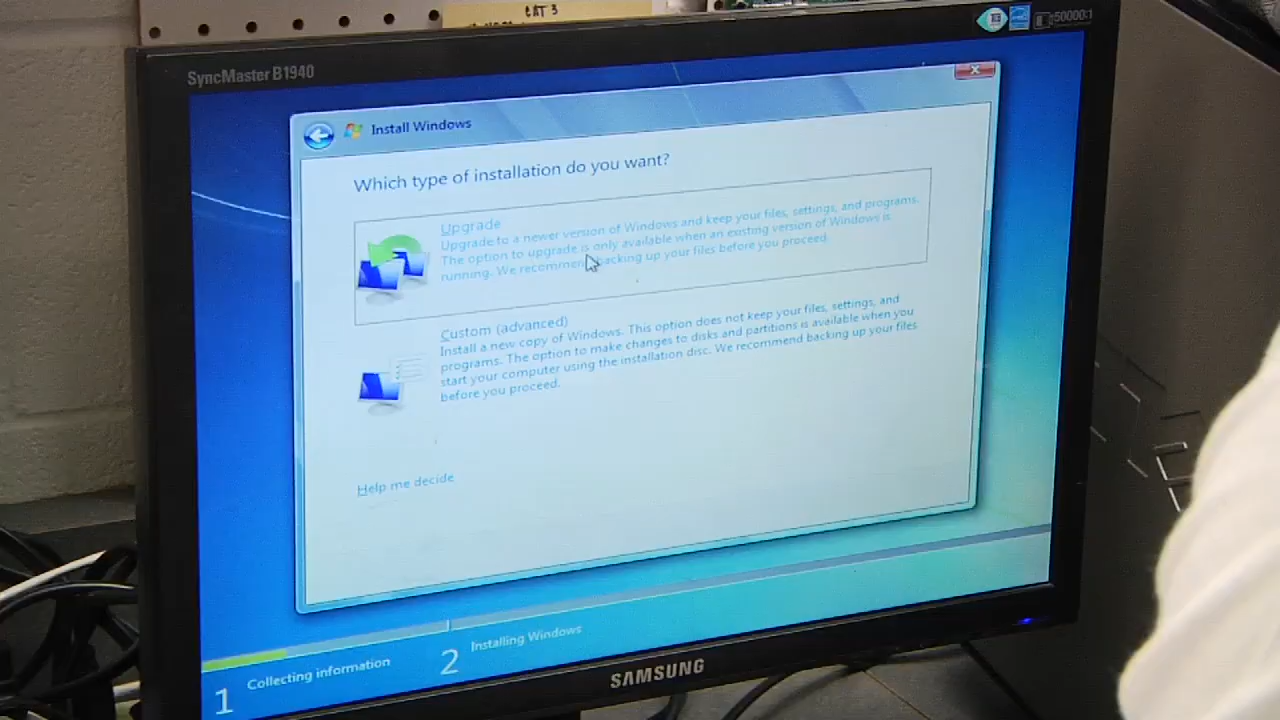 CAT 3
SyncMaster B1940
50000:1
Install Windows
Which type of installation do you want?
Upgrade
Upgrade to a newer version of Windows and keep your files, settings, and programs.
The option to upgrade is only available when an existing version of Windows is
running. We recommend backing up your files before you proceed.
Custom (advanced)
Install a new copy of Windows. This option does not keep your files, settings, and
programs. The option to make changes to disks and partitions is available when you
start your computer using the installation disc. We recommend backing up your files
before you proceed.
Help me decide
1 Collecting information
2 Installing Windows
SAMSUNG